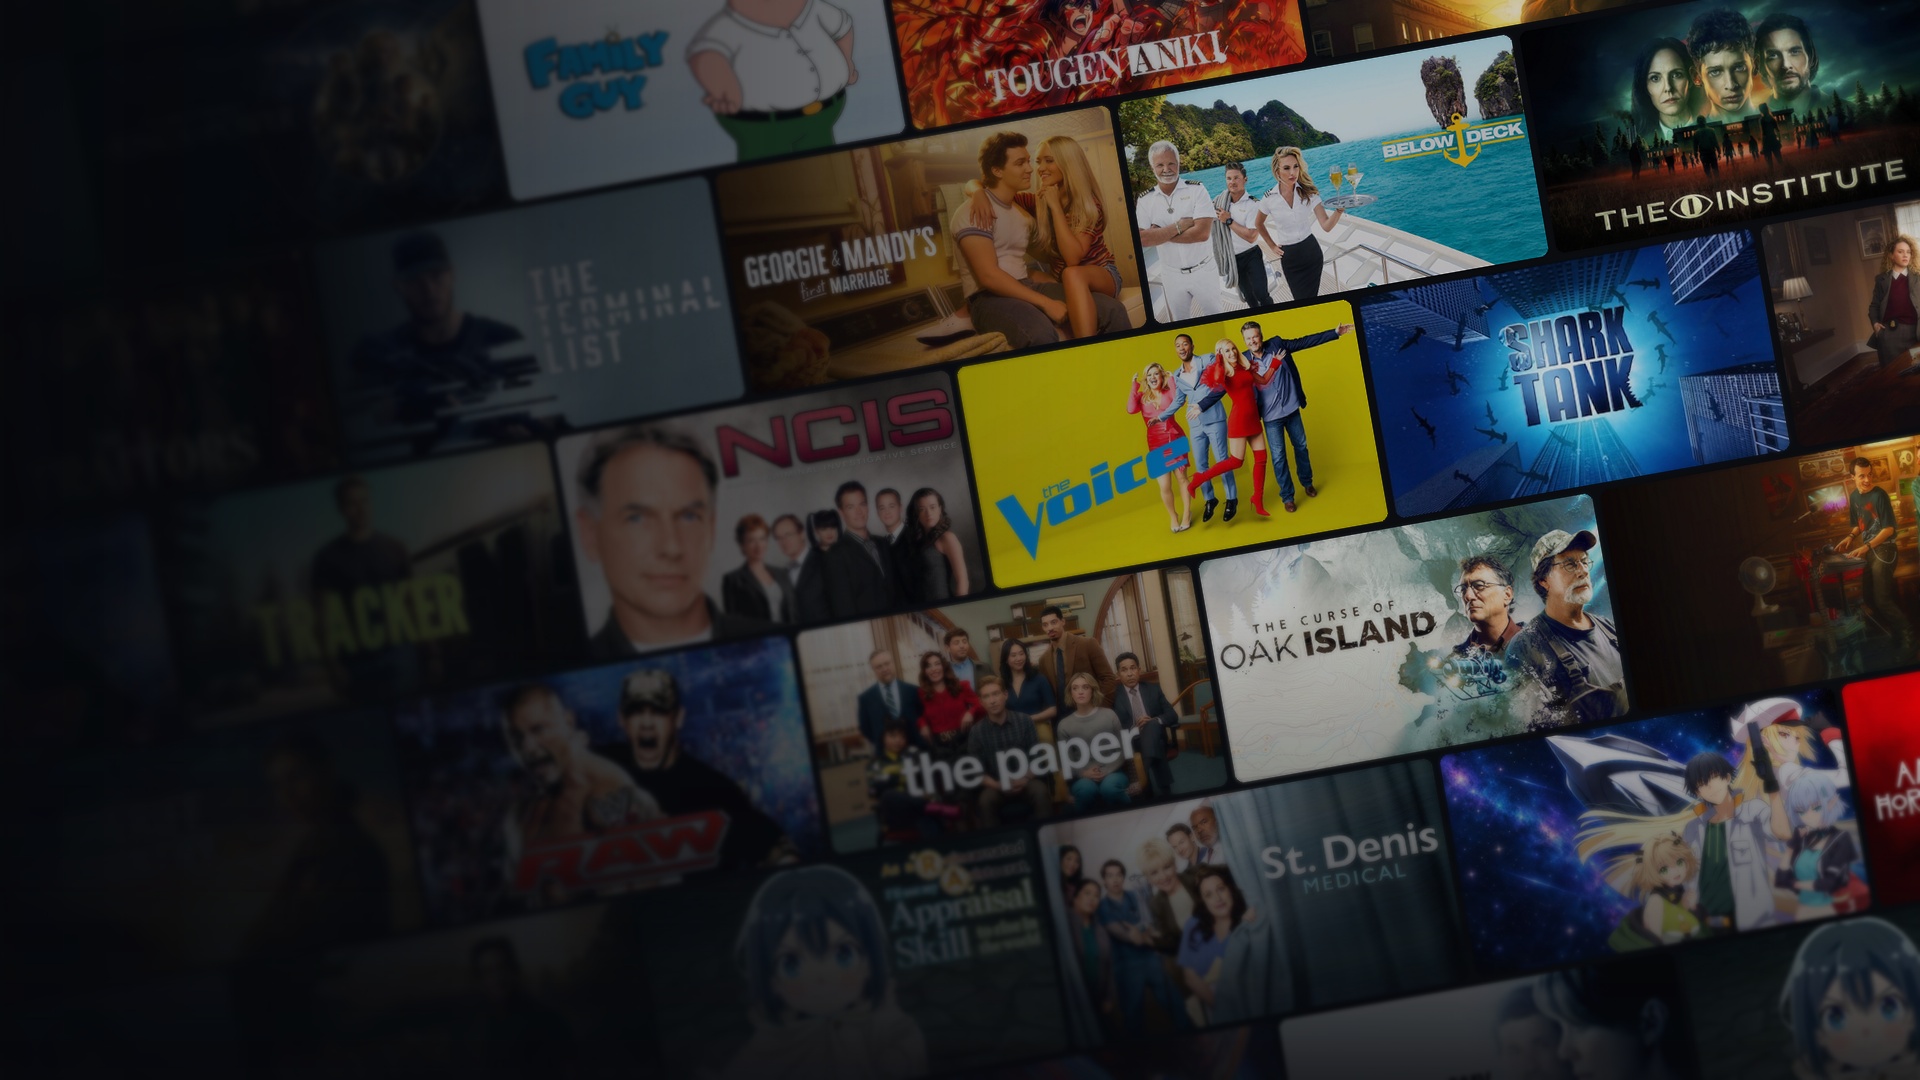 FAMILY
GUY
TOUGEN ANKI
BELOW DECK
THE INSTITUTE
THE
TERMINAL
LIST
GEORGIE & MANDY'S
first MARRIAGE
SHARK
TANK
NCIS
the
Voice
TRACKER
THE CURSE OF
OAK ISLAND
the paper
RAW
St. Denis
MEDICAL
Appraisal
Skill